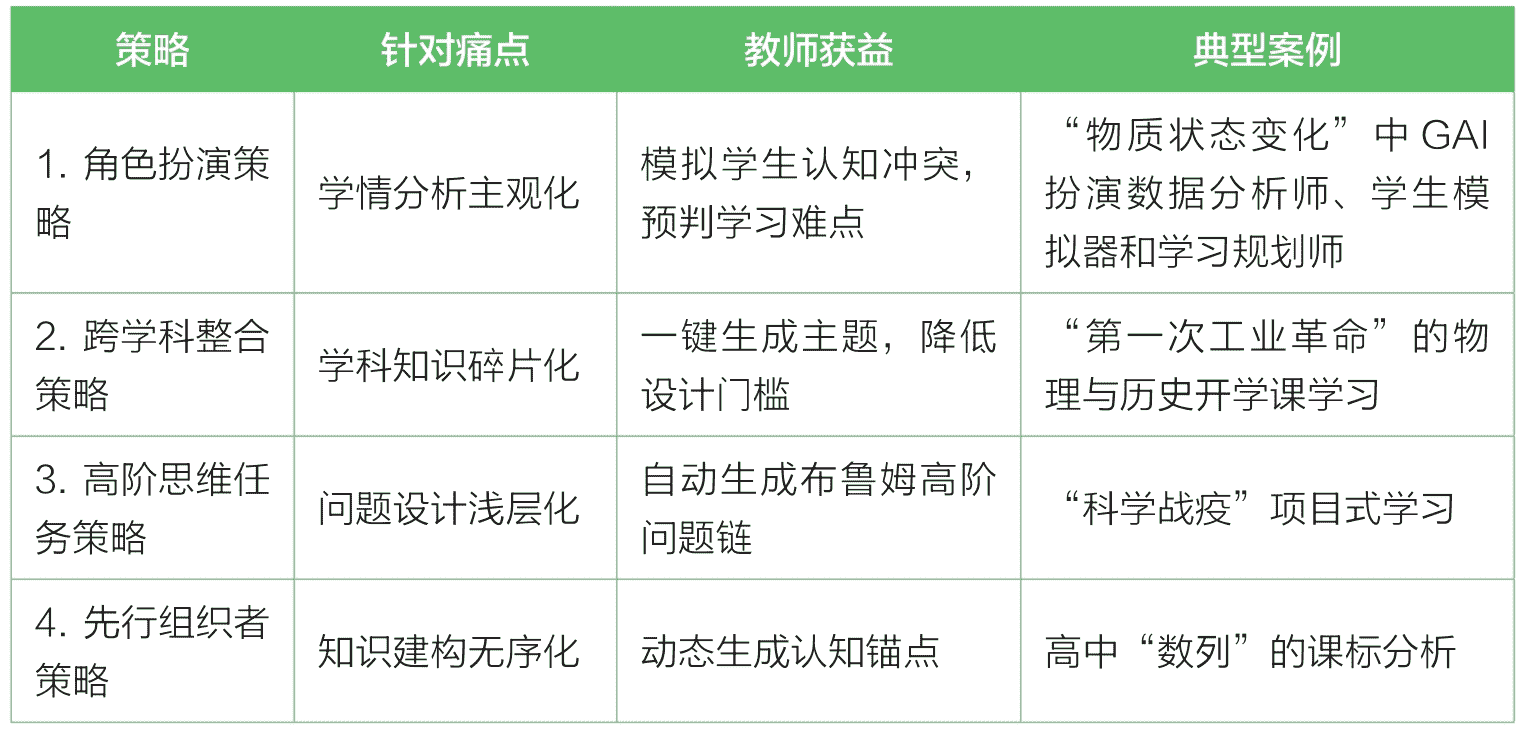 策略
针对痛点
教师获益
典型案例
1. 角色扮演策
略
学情分析主观化
模拟学生认知冲突，
预判学习难点
“物质状态变化”中 GAI
扮演数据分析师、学生模
拟器和学习规划师
2. 跨学科整合
策略
学科知识碎片化
一键生成主题，降低
设计门槛
“第一次工业革命”的物
理与历史开学课学习
3. 高阶思维任
务策略
问题设计浅层化
自动生成布鲁姆高阶
问题链
“科学战疫”项目式学习
4. 先行组织者
策略
知识建构无序化
动态生成认知锚点
高中“数列”的课标分析